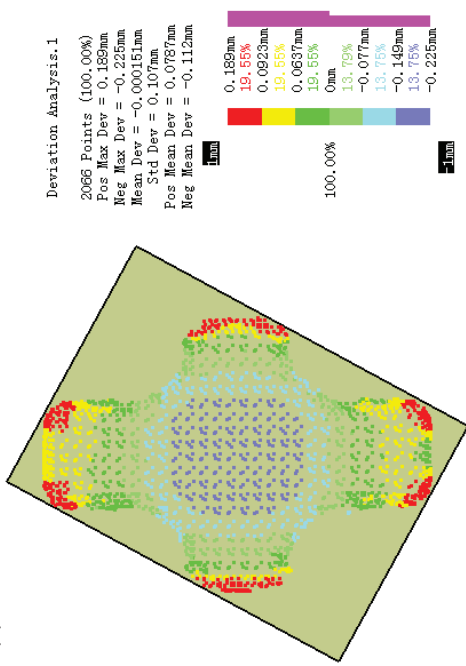 Deviation Analysis.1
2066 Points (100.00%)
Pos Max Dev = 0.189mm
Neg Max Dev = -0.225mm
Mean Dev = -0.000151mm
Std Dev = 0.107mm
Pos Mean Dev = 0.0787mm
Neg Mean Dev = -0.112mm
1mm
0.189mm
19.55%
0.0923mm
19.55%
0.0637mm
19.55%
0mm
13.79%
-0.077mm
13.75%
-0.149mm
13.75%
-0.225mm
100.00%
-1mm